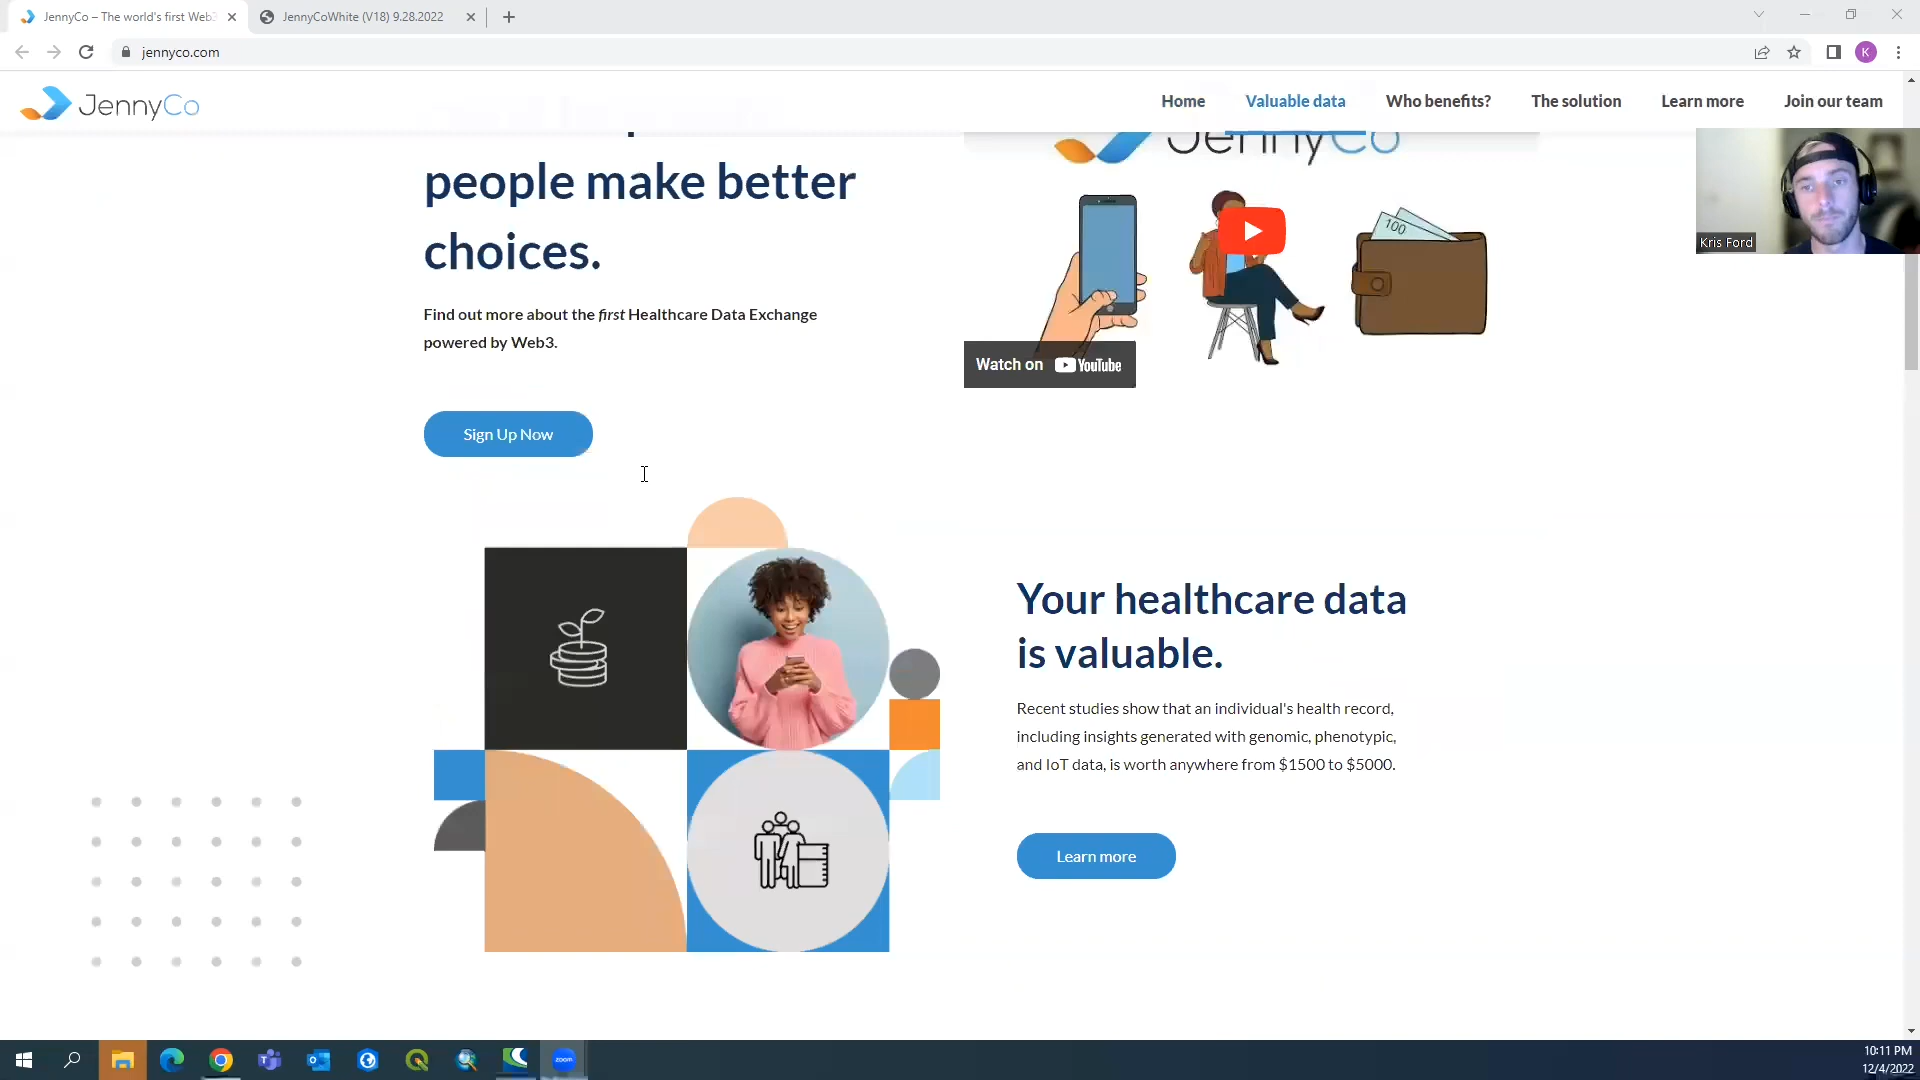 JennyCo – The world's first Web3
JennyCoWhite (V18) 9.28.2022
jennyco.com
K
JennyCo
Home
Valuable data
Who benefits?
The solution
Learn more
Join our team
JennyCo
people make better
choices.
Find out more about the first Healthcare Data Exchange
powered by Web3.
Sign Up Now
100
Watch on YouTube
Kris Ford
Your healthcare data
is valuable.
Recent studies show that an individual's health record,
including insights generated with genomic, phenotypic,
and IoT data, is worth anywhere from $1500 to $5000.
Learn more
zoom
10:11 PM
12/4/2022